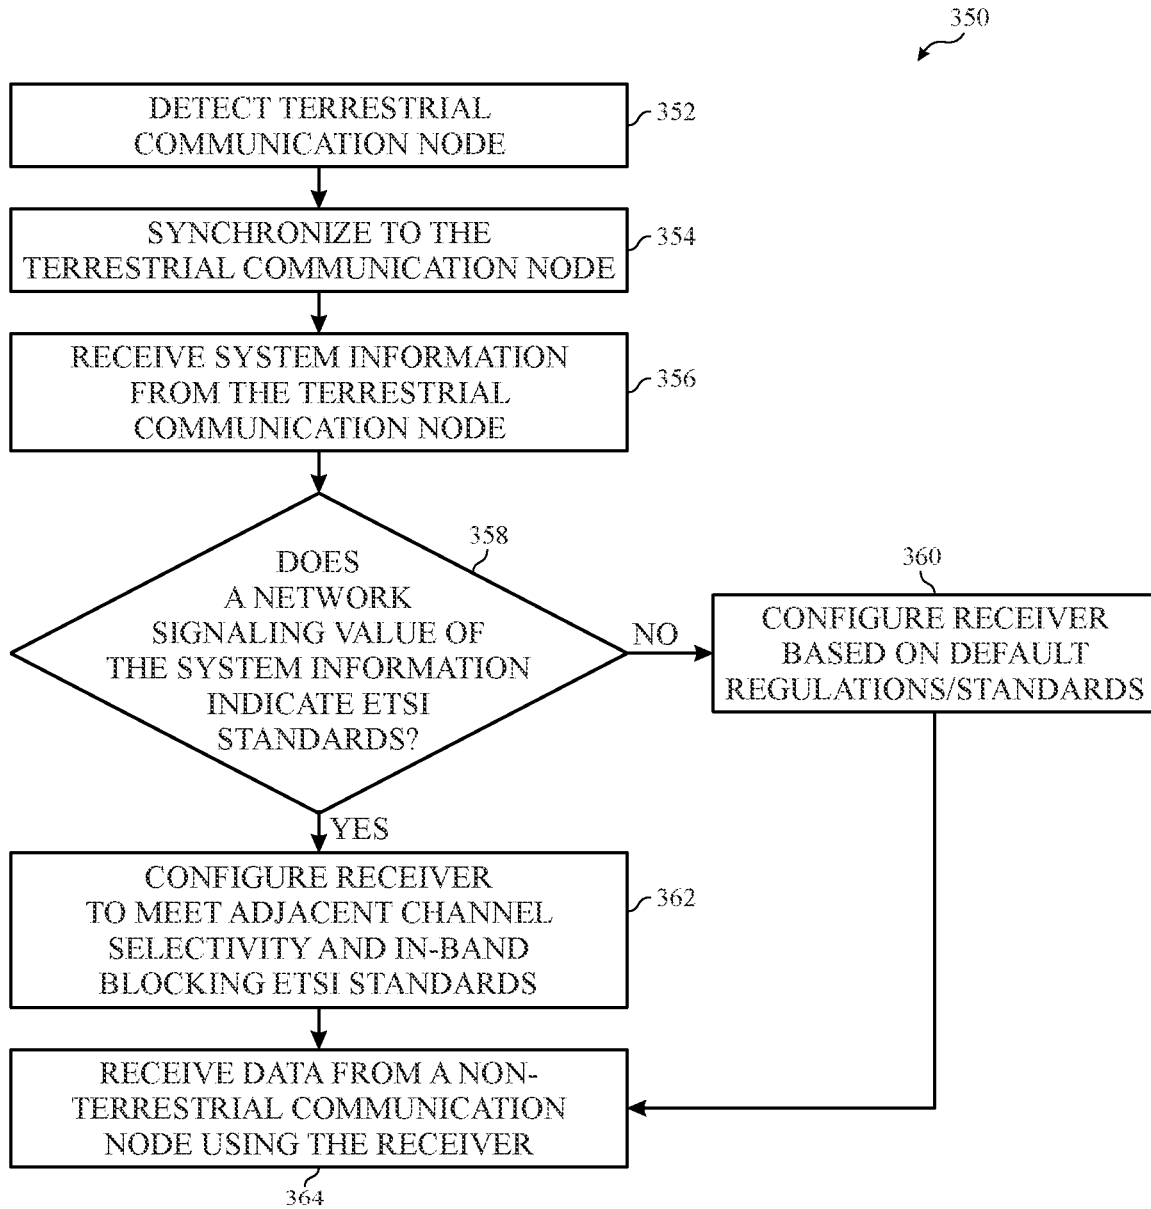 350
DETECT TERRESTRIAL
COMMUNICATION NODE
352
SYNCHRONIZE TO THE
TERRESTRIAL COMMUNICATION NODE
354
RECEIVE SYSTEM INFORMATION
FROM THE TERRESTRIAL
COMMUNICATION NODE
356
DOES
A NETWORK
SIGNALING VALUE OF
THE SYSTEM INFORMATION
INDICATE ETSI
STANDARDS?
358
NO
360
CONFIGURE RECEIVER
BASED ON DEFAULT
REGULATIONS/STANDARDS
YES
CONFIGURE RECEIVER
TO MEET ADJACENT CHANNEL
SELECTIVITY AND IN-BAND
BLOCKING ETSI STANDARDS
362
RECEIVE DATA FROM A NON-
TERRESTRIAL COMMUNICATION
NODE USING THE RECEIVER
364